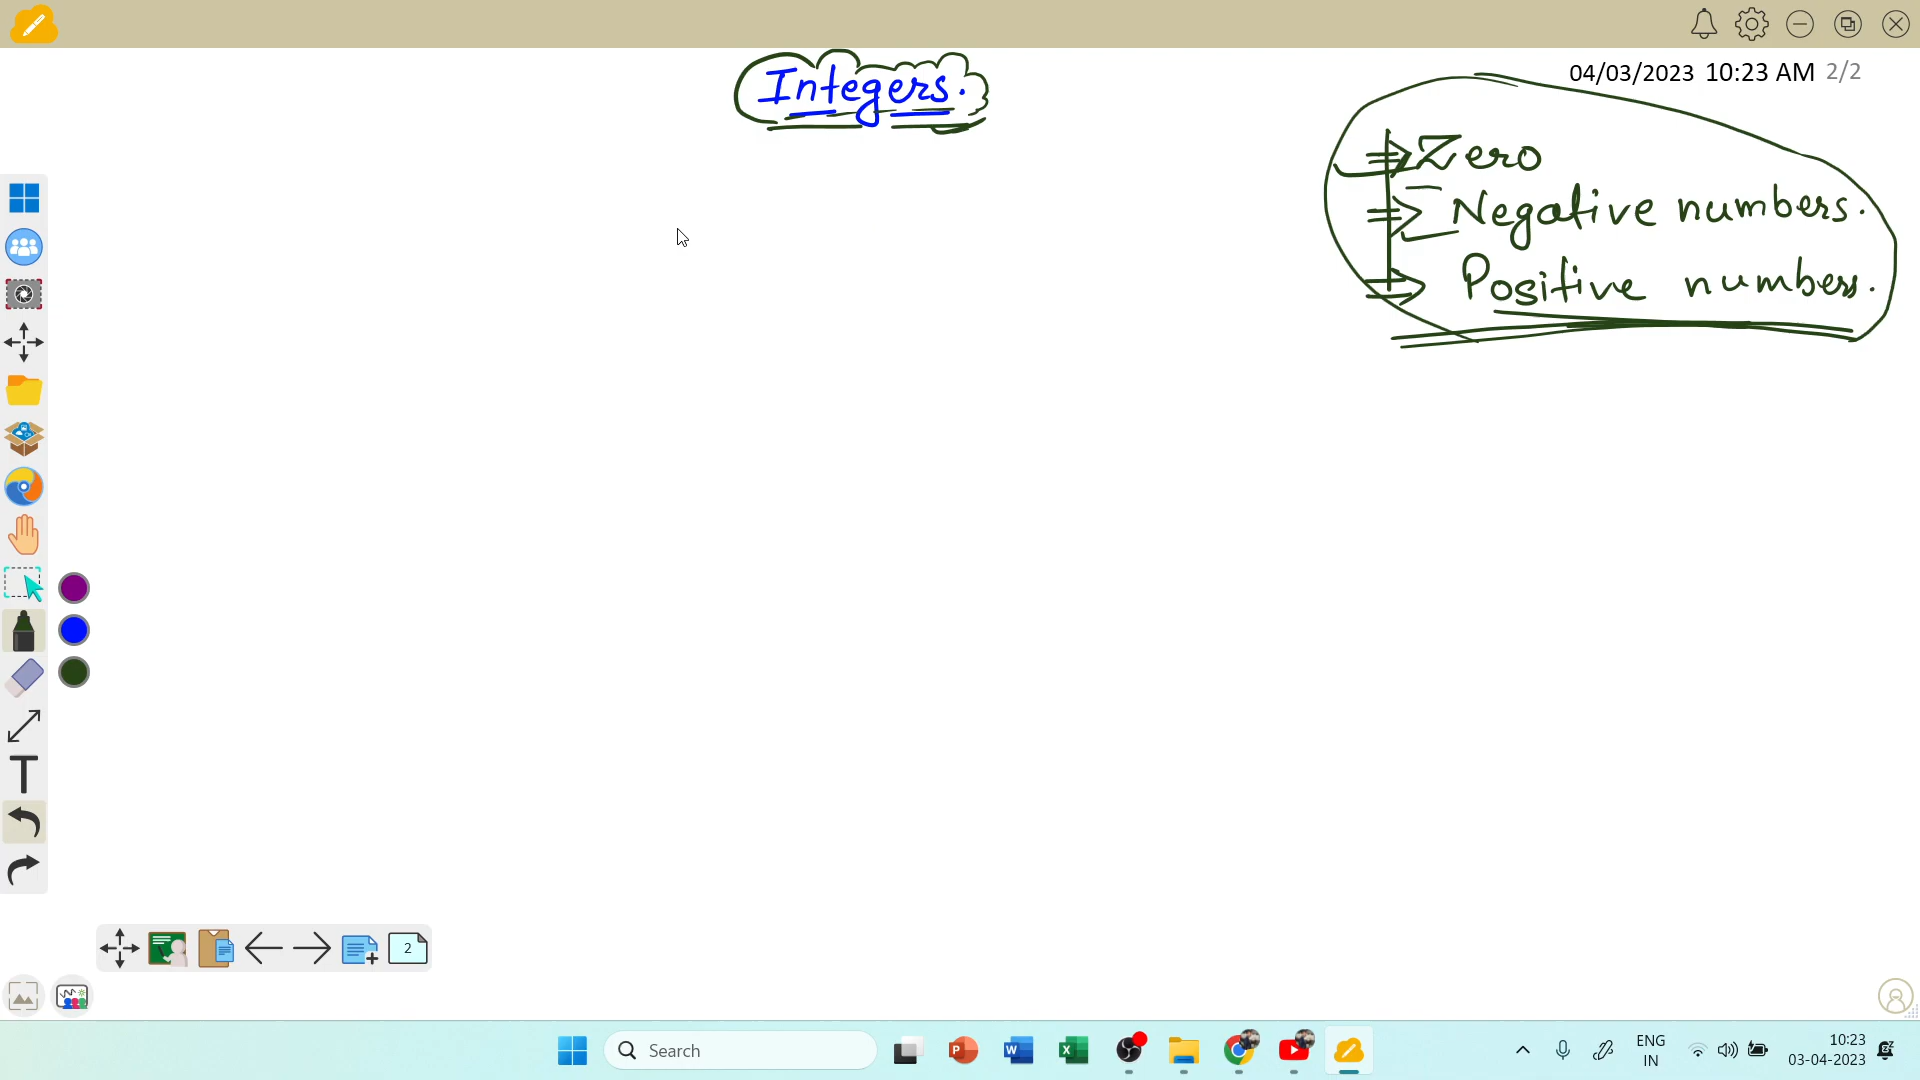 Integers.
04/03/2023 10:23 AM 2/2
Zero
Negative numbers.
Positive numbers.
2
Search
ENG
IN
10:23
03-04-2023